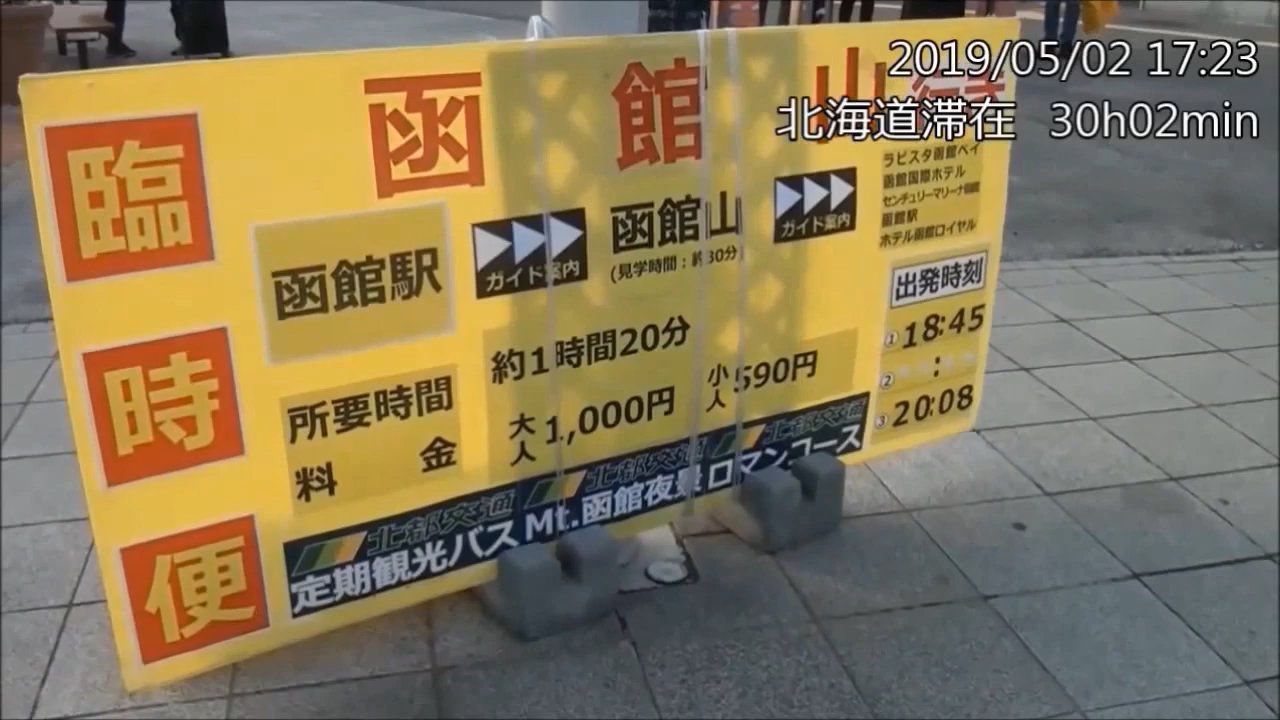 2019/05/02 17:23
北海道滞在 30h02min
臨時便
函館山行き
函館駅
ガイド案内
函館山
(見学時間：約30分)
ガイド案内
ラビスタ函館ベイ
函館国際ホテル
センチュリーマリーナ函館
函館駅
ホテル函館ロイヤル
所要時間 約1時間20分
料金 大人 1,000円 小人 590円
出発時刻
① 18:45
② :
③ 20:08
北都交通 北都交通 北都交通
定期観光バス Mt.函館夜景ロマンコース